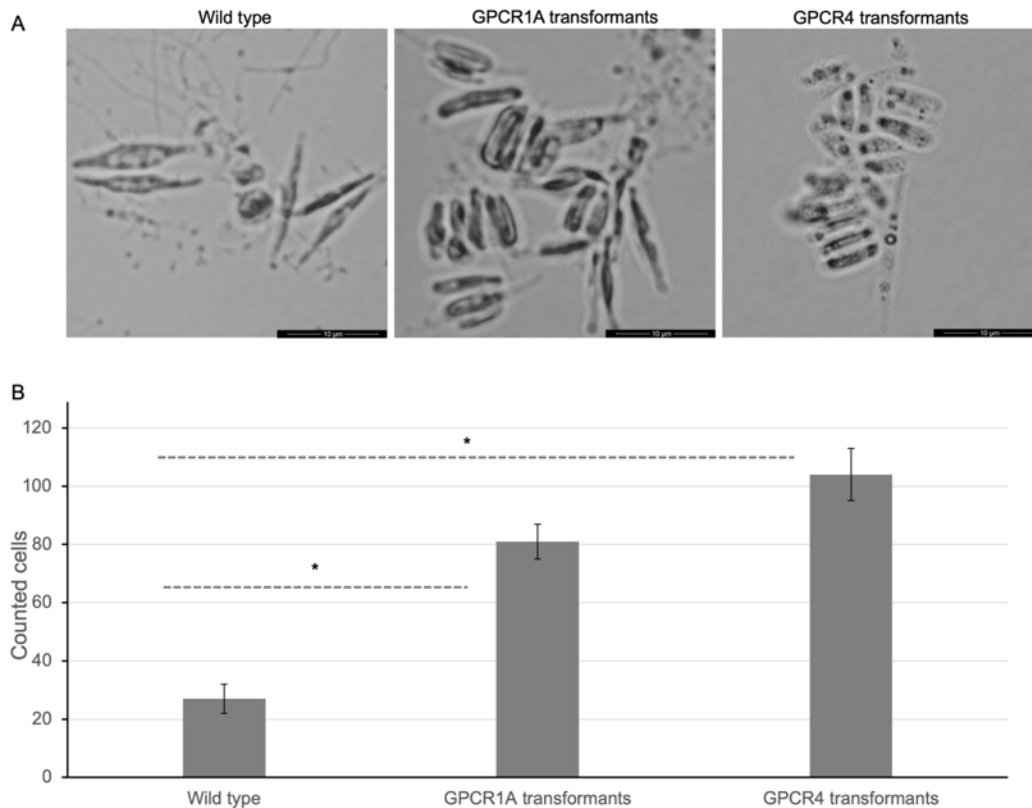 A
Wild type
GPCR1A transformants
GPCR4 transformants
10 µm
10 µm
10 µm
B
120
100
80
60
40
20
0
Counted cells
*
*
Wild type
GPCR1A transformants
GPCR4 transformants